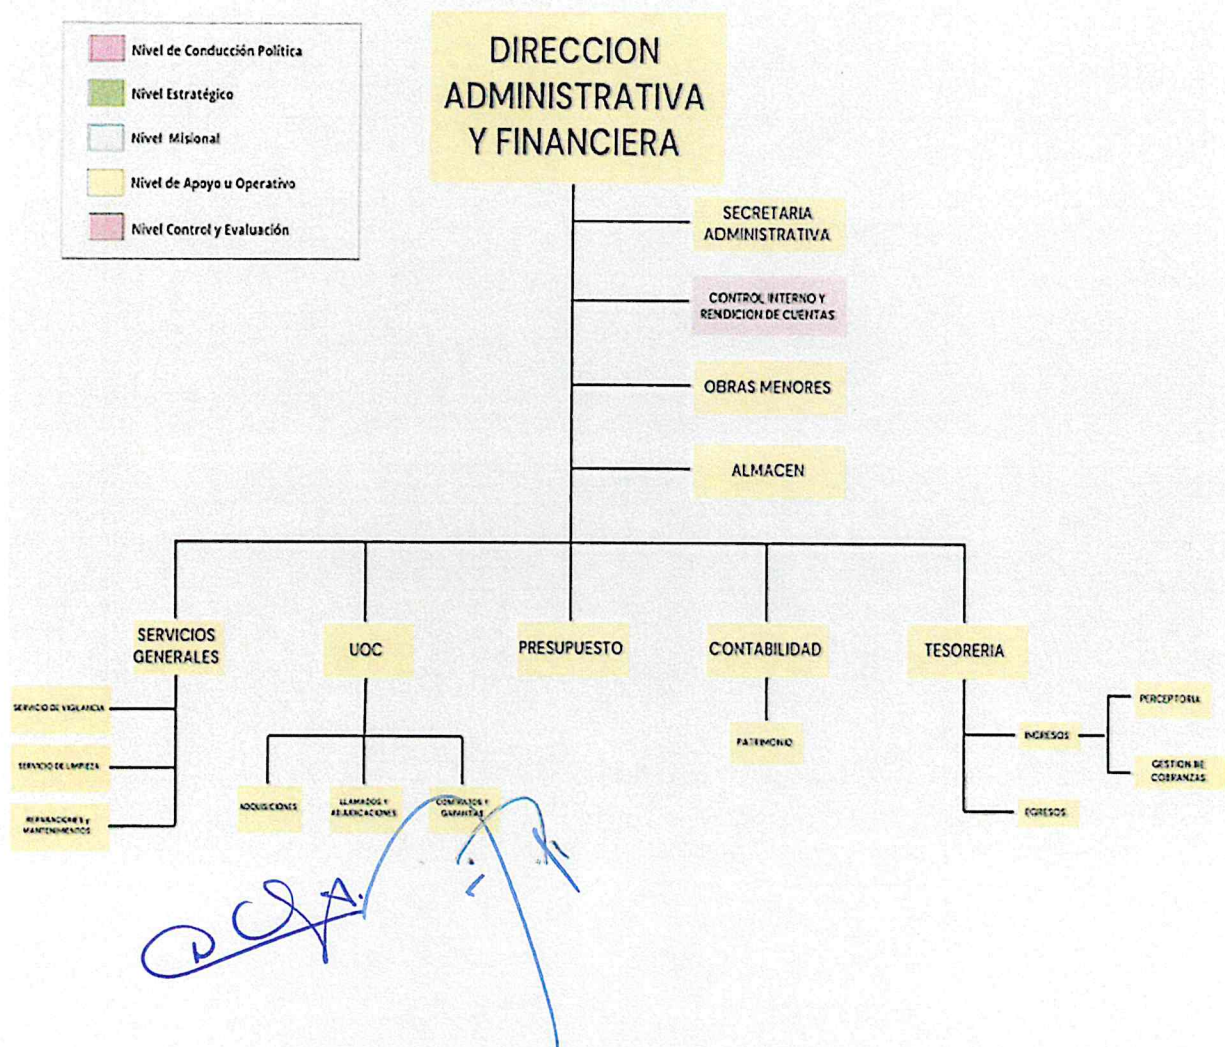 Nivel de Conducción Política
Nivel Estratégico
Nivel Misional
Nivel de Apoyo u Operativo
Nivel Control y Evaluación
DIRECCION
ADMINISTRATIVA
Y FINANCIERA
SECRETARIA
ADMINISTRATIVA
CONTROL INTERNO Y
RENDICION DE CUENTAS
OBRAS MENORES
ALMACEN
SERVICIOS
GENERALES
SERVICIO DE VIGILANCIA
SERVICIO DE LIMPIEZA
REPARACIONES y
MANTENIMIENTOS
UOC
ADQUISICIONES
LLAMADOS Y
ADJUDICACIONES
CONTRATOS Y
GARANTIAS
PRESUPUESTO
CONTABILIDAD
PATRIMONIO
TESORERIA
INGRESOS
PERCEPTORIA
GESTION DE
COBRANZAS
EGRESOS